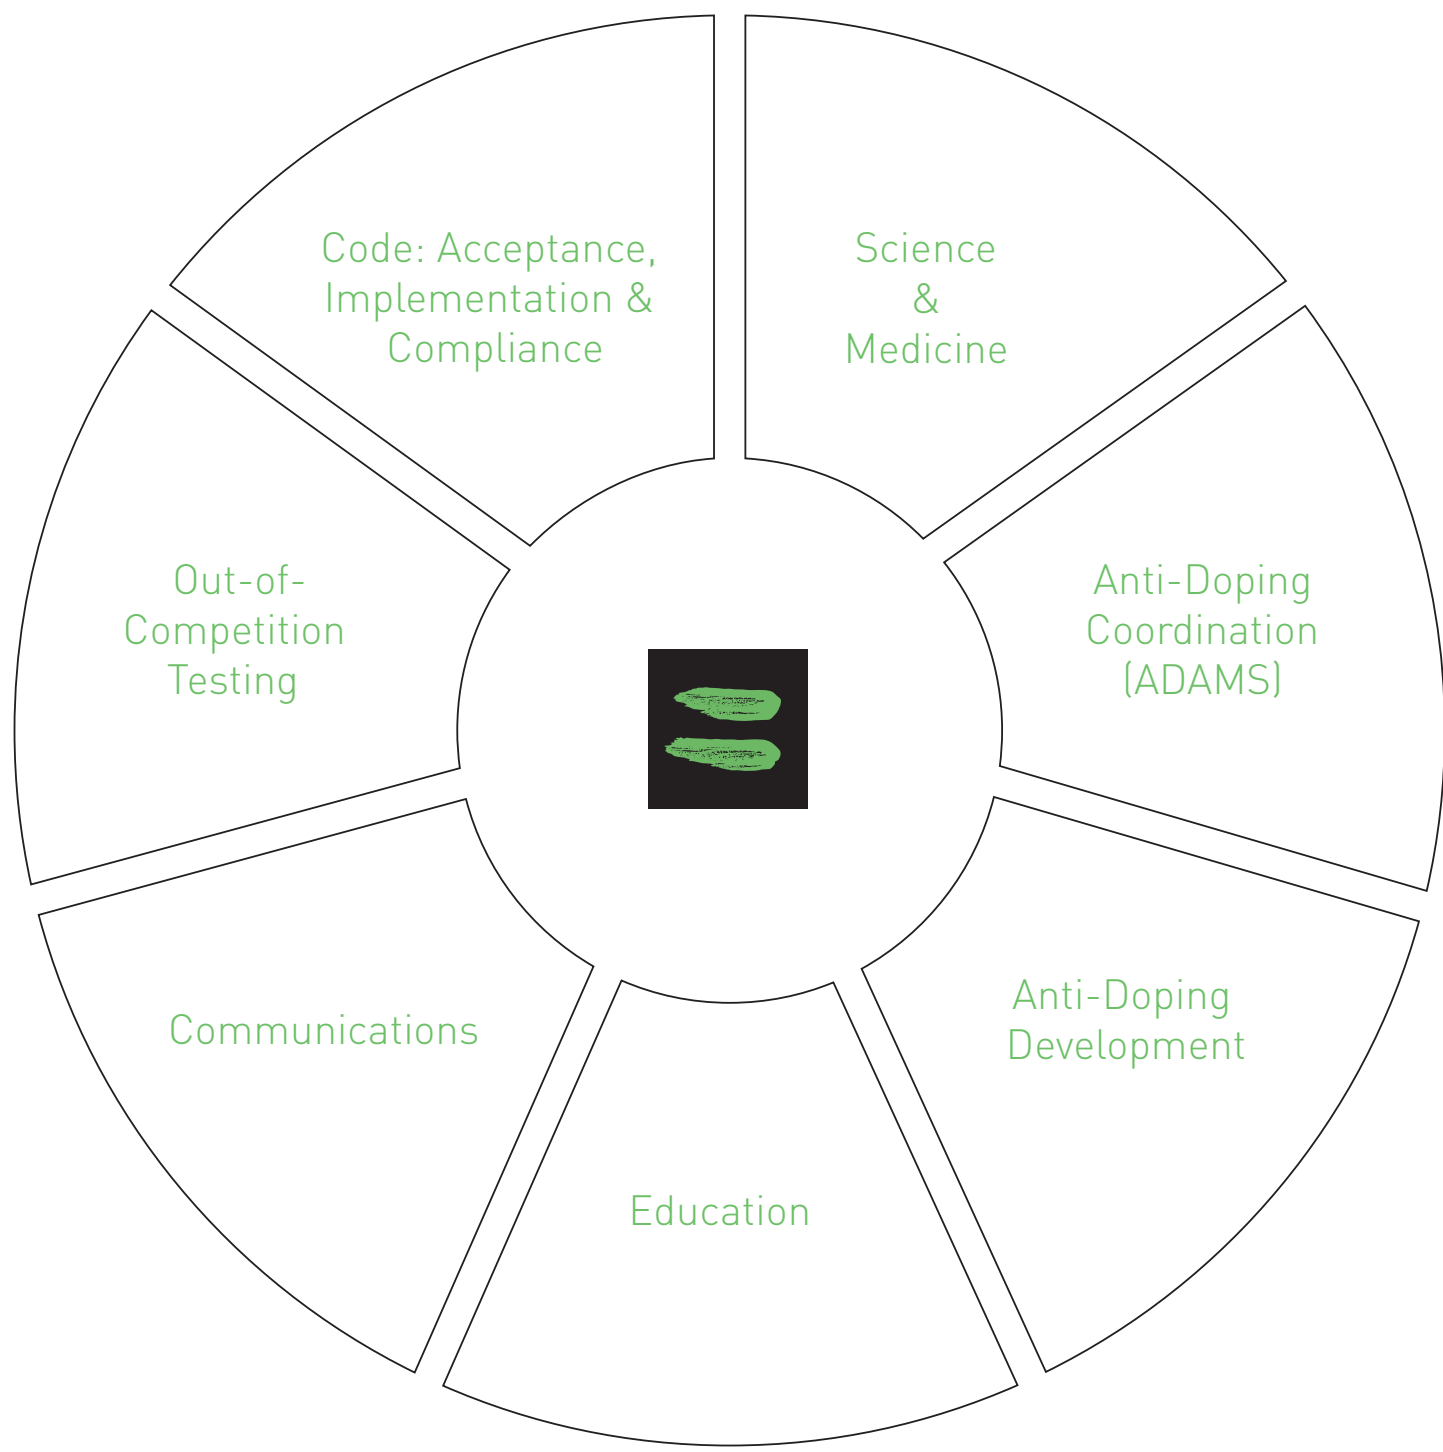 Code: Acceptance,
Implementation &
Compliance
Science
&
Medicine
Out-of-
Competition
Testing
Anti-Doping
Coordination
(ADAMS)
Communications
Anti-Doping
Development
Education